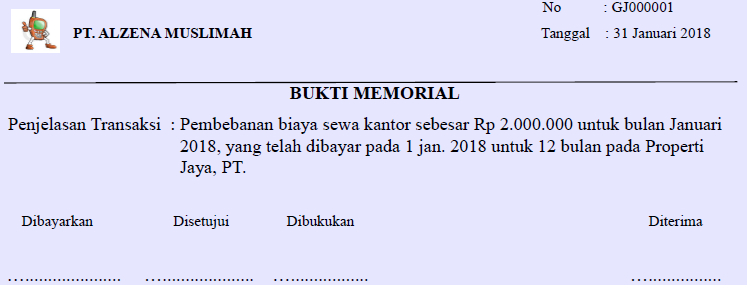 No : GJ000001
PT. ALZENA MUSLIMAH Tanggal : 31 Januari 2018
BUKTI MEMORIAL
Penjelasan Transaksi : Pembebanan biaya sewa kantor sebesar Rp 2.000.000 untuk bulan Januari
2018, yang telah dibayar pada 1 jan. 2018 untuk 12 bulan pada Properti
Jaya, PT.
Dibayarkan Disetujui Dibukukan Diterima
…...................... ….................... ….................. ….................